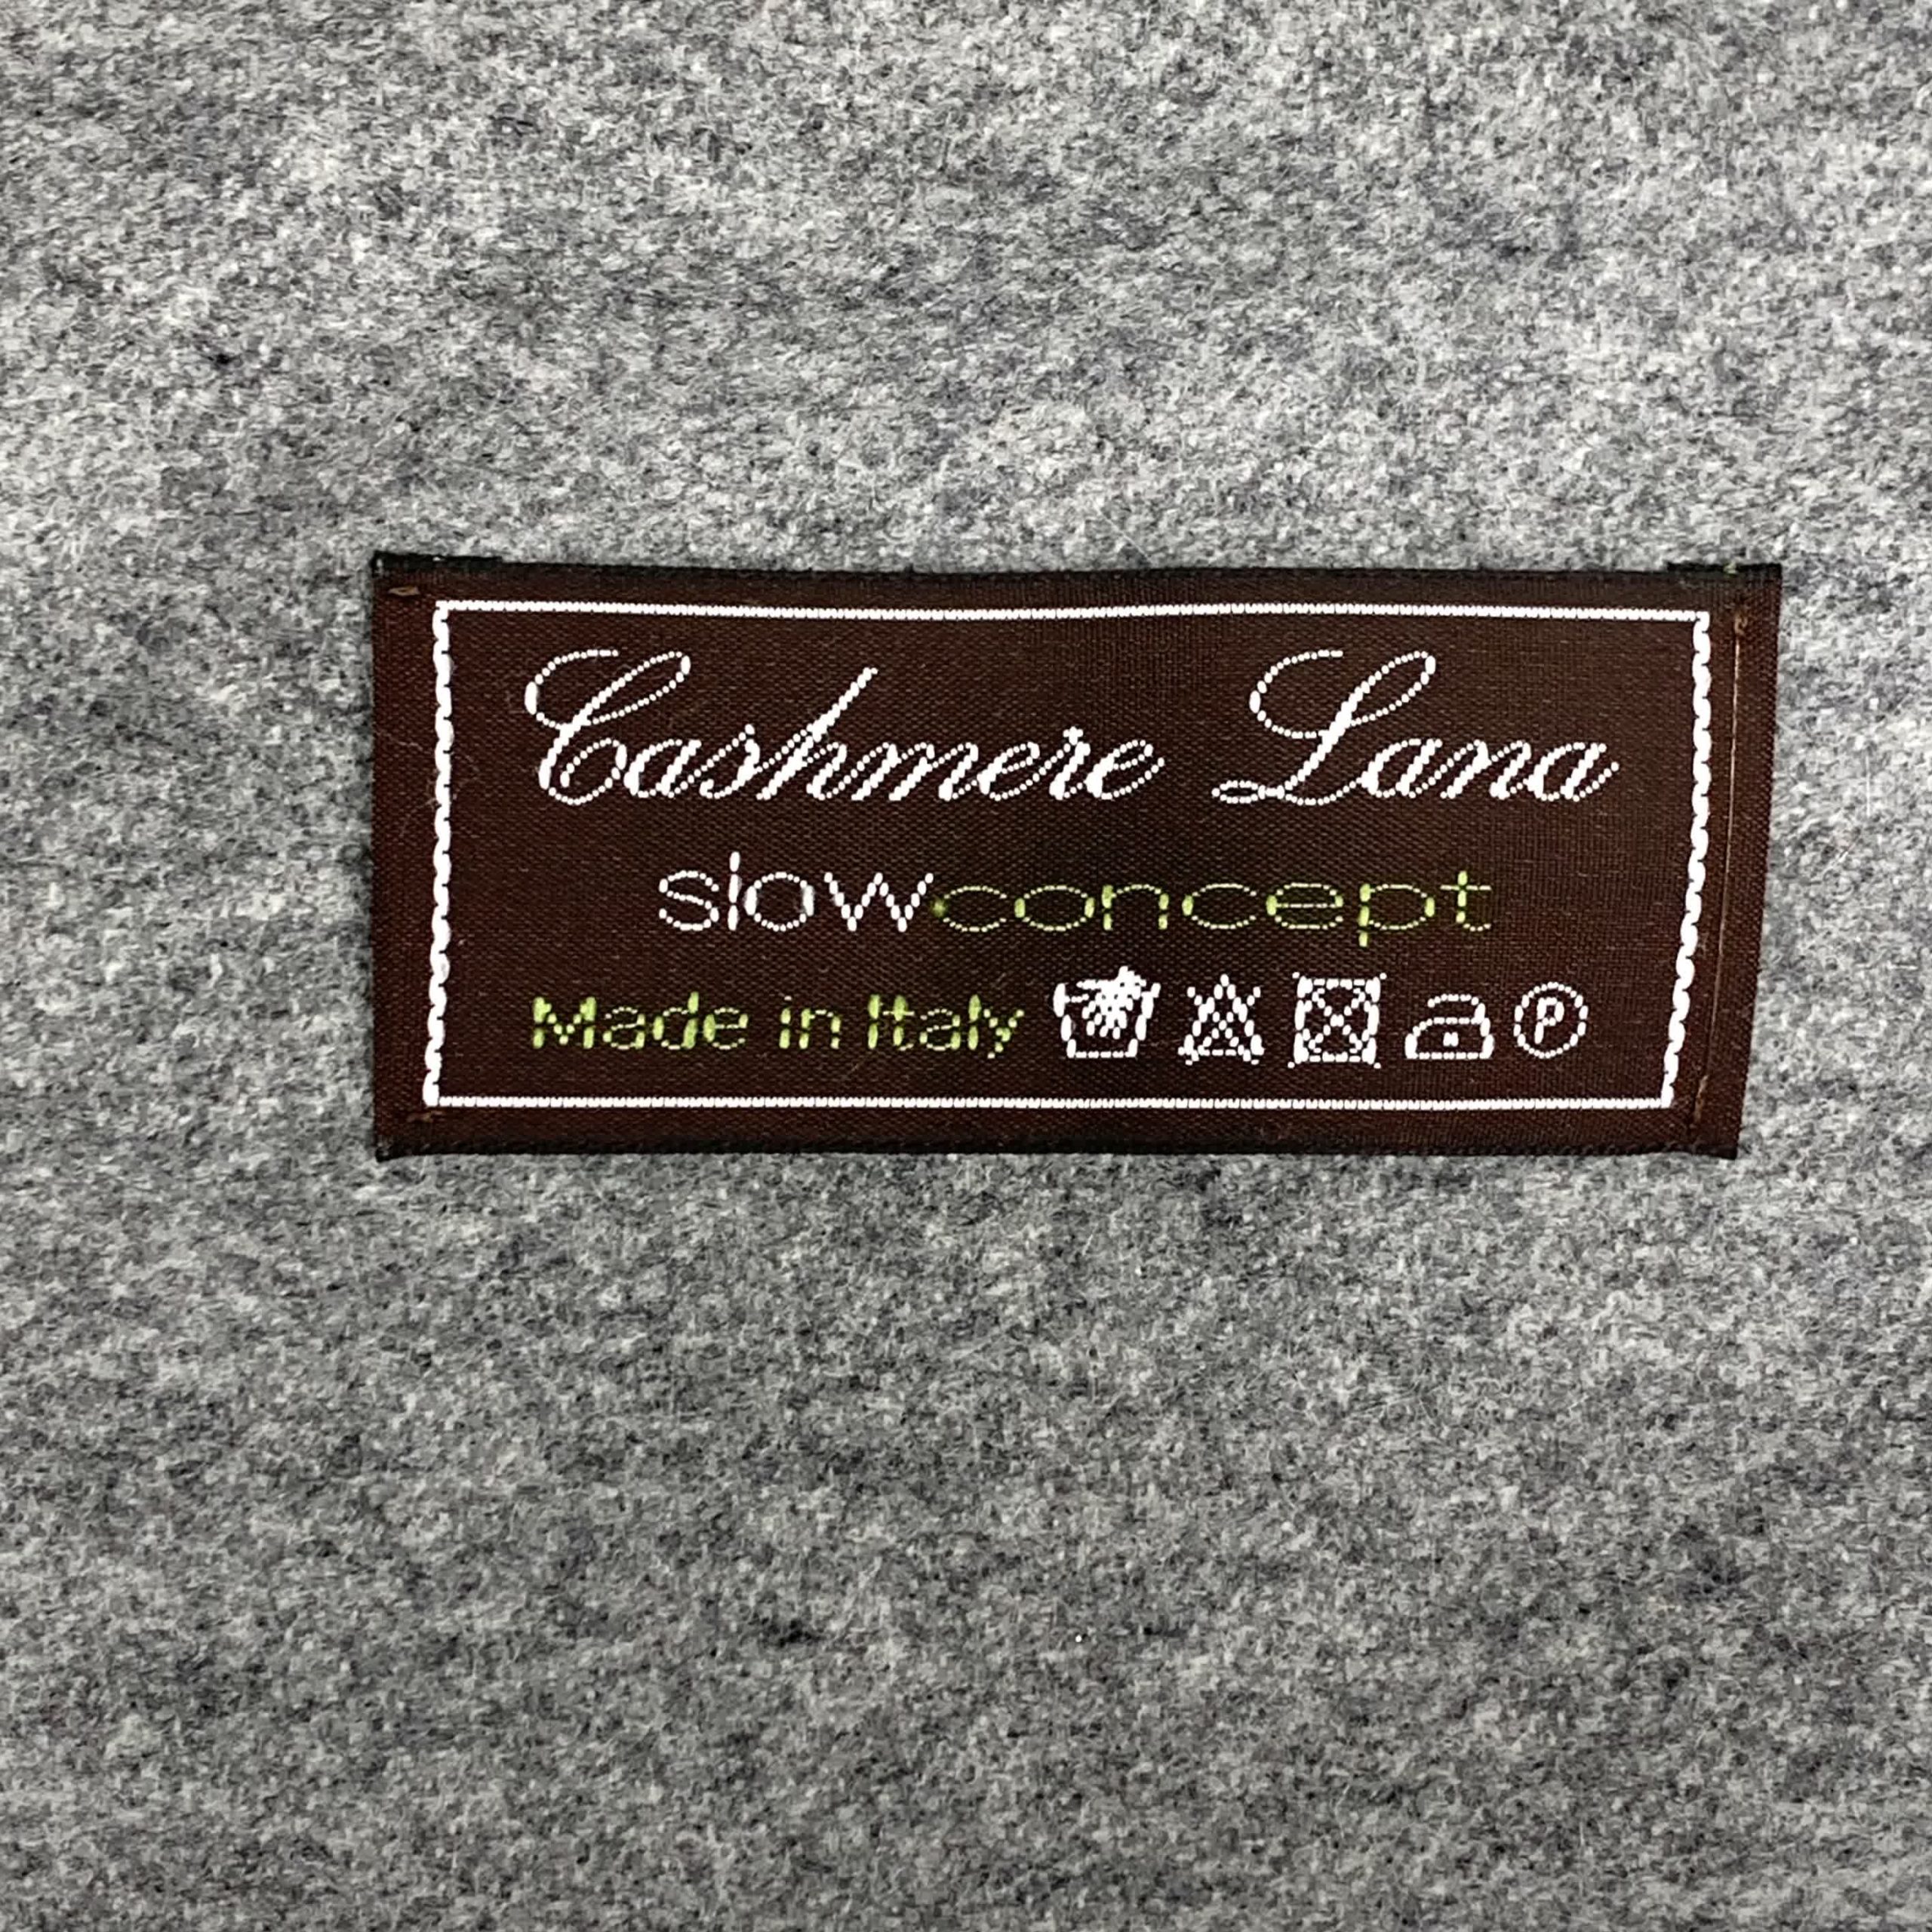 Cashmere Lana
slowconcept
Made in Italy P